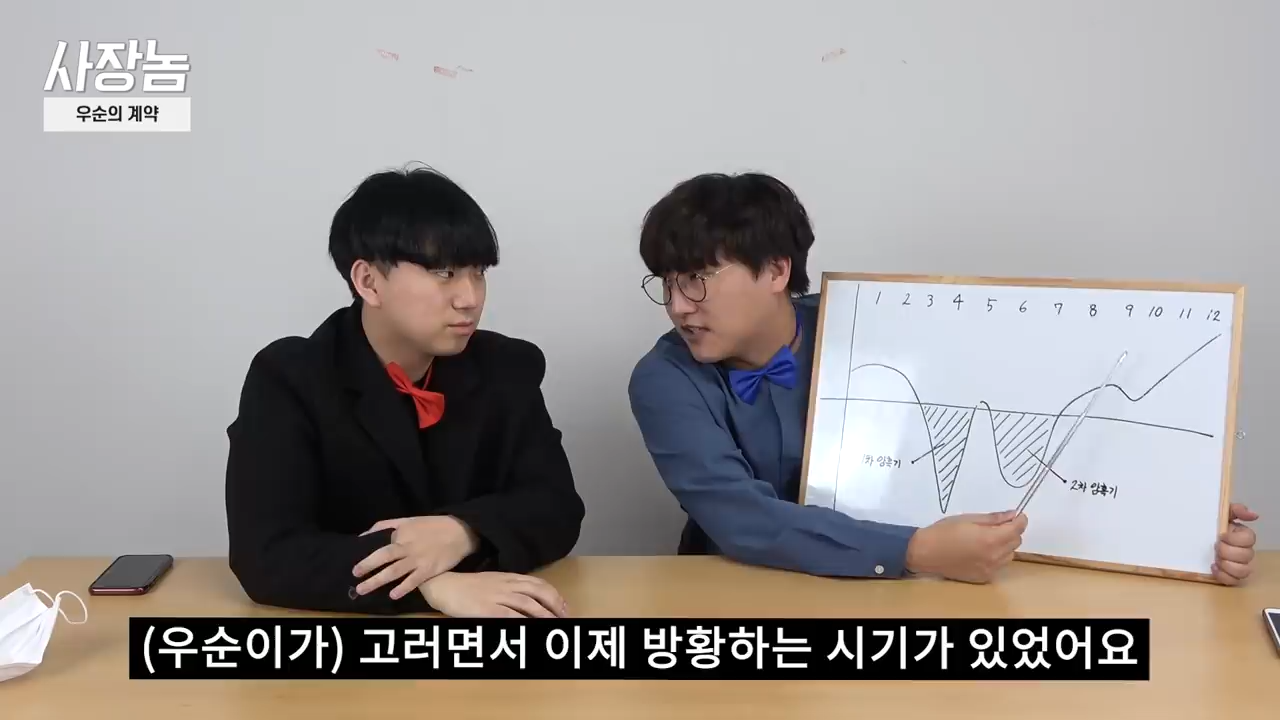 사장놈
우순의 계약
1 2 3 4 5 6 7 8 9 10 11 12
1차 암흑기
2차 암흑기
(우순이가) 고러면서 이제 방황하는 시기가 있었어요